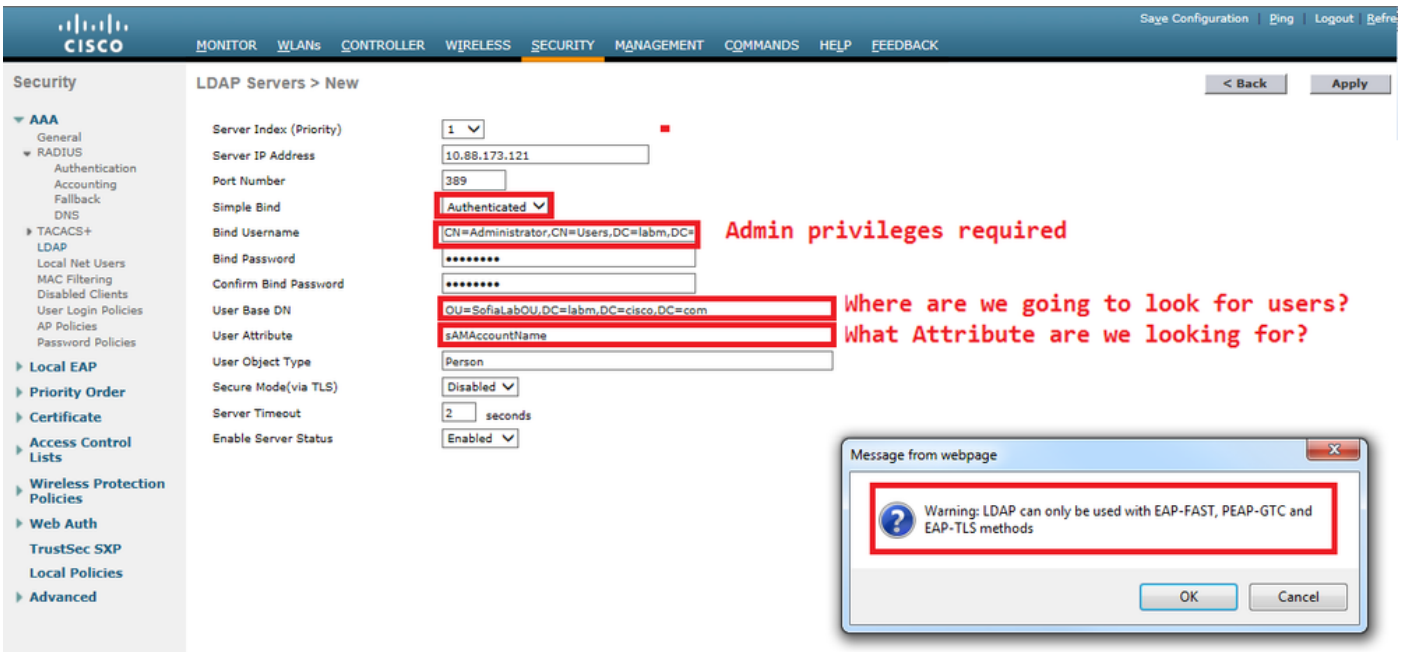 Save Configuration | Ping | Logout | Refre
CISCO
MONITOR WLANs CONTROLLER WIRELESS SECURITY MANAGEMENT COMMANDS HELP FEEDBACK
Security
AAA
General
RADIUS
Authentication
Accounting
Fallback
DNS
TACACS+
LDAP
Local Net Users
MAC Filtering
Disabled Clients
User Login Policies
AP Policies
Password Policies
Local EAP
Priority Order
Certificate
Access Control
Lists
Wireless Protection
Policies
Web Auth
TrustSec SXP
Local Policies
Advanced
LDAP Servers > New
< Back Apply
Server Index (Priority) 1
Server IP Address 10.88.173.121
Port Number 389
Simple Bind Authenticated
Bind Username CN=Administrator,CN=Users,DC=labm,DC= Admin privileges required
Bind Password ••••••••
Confirm Bind Password ••••••••
User Base DN OU=SofiaLabOU,DC=labm,DC=cisco,DC=com Where are we going to look for users?
User Attribute sAMAccountName What Attribute are we looking for?
User Object Type Person
Secure Mode(via TLS) Disabled
Server Timeout 2 seconds
Enable Server Status Enabled
Message from webpage
Warning: LDAP can only be used with EAP-FAST, PEAP-GTC and
EAP-TLS methods
OK Cancel